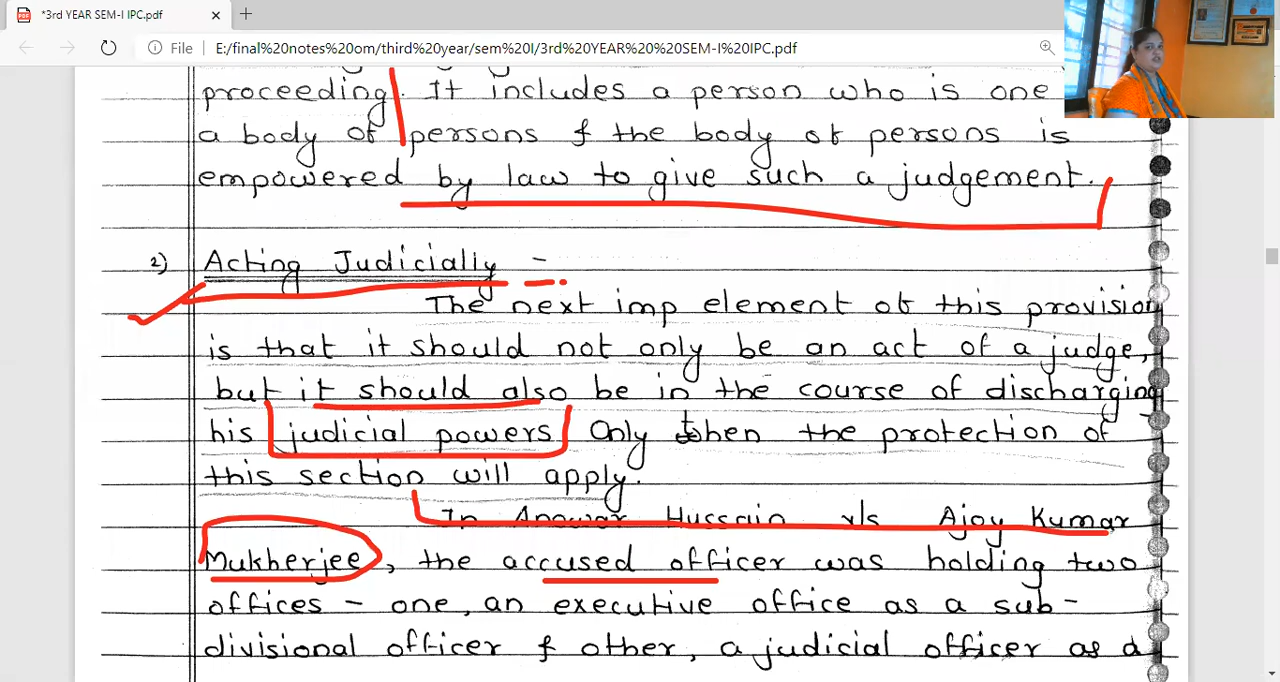 *3rd YEAR SEM-I IPC.pdf
File E:/final%20notes%20om/third%20year/sem%20I/3rd%20YEAR%20%20SEM-I%20IPC.pdf
proceeding. It includes a person who is one
a body of persons & the body of persons is
empowered by law to give such a judgement.
2) Acting Judicially -
The next imp element of this provision
is that it should not only be an act of a judge,
but it should also be in the course of discharging
his judicial powers only then the protection of
this section will apply.
In Anowar Hussain v/s Ajoy Kumar
Mukherjee, the accused officer was holding two
offices - one, an executive office as a sub-
divisional officer & other, a judicial officer as a